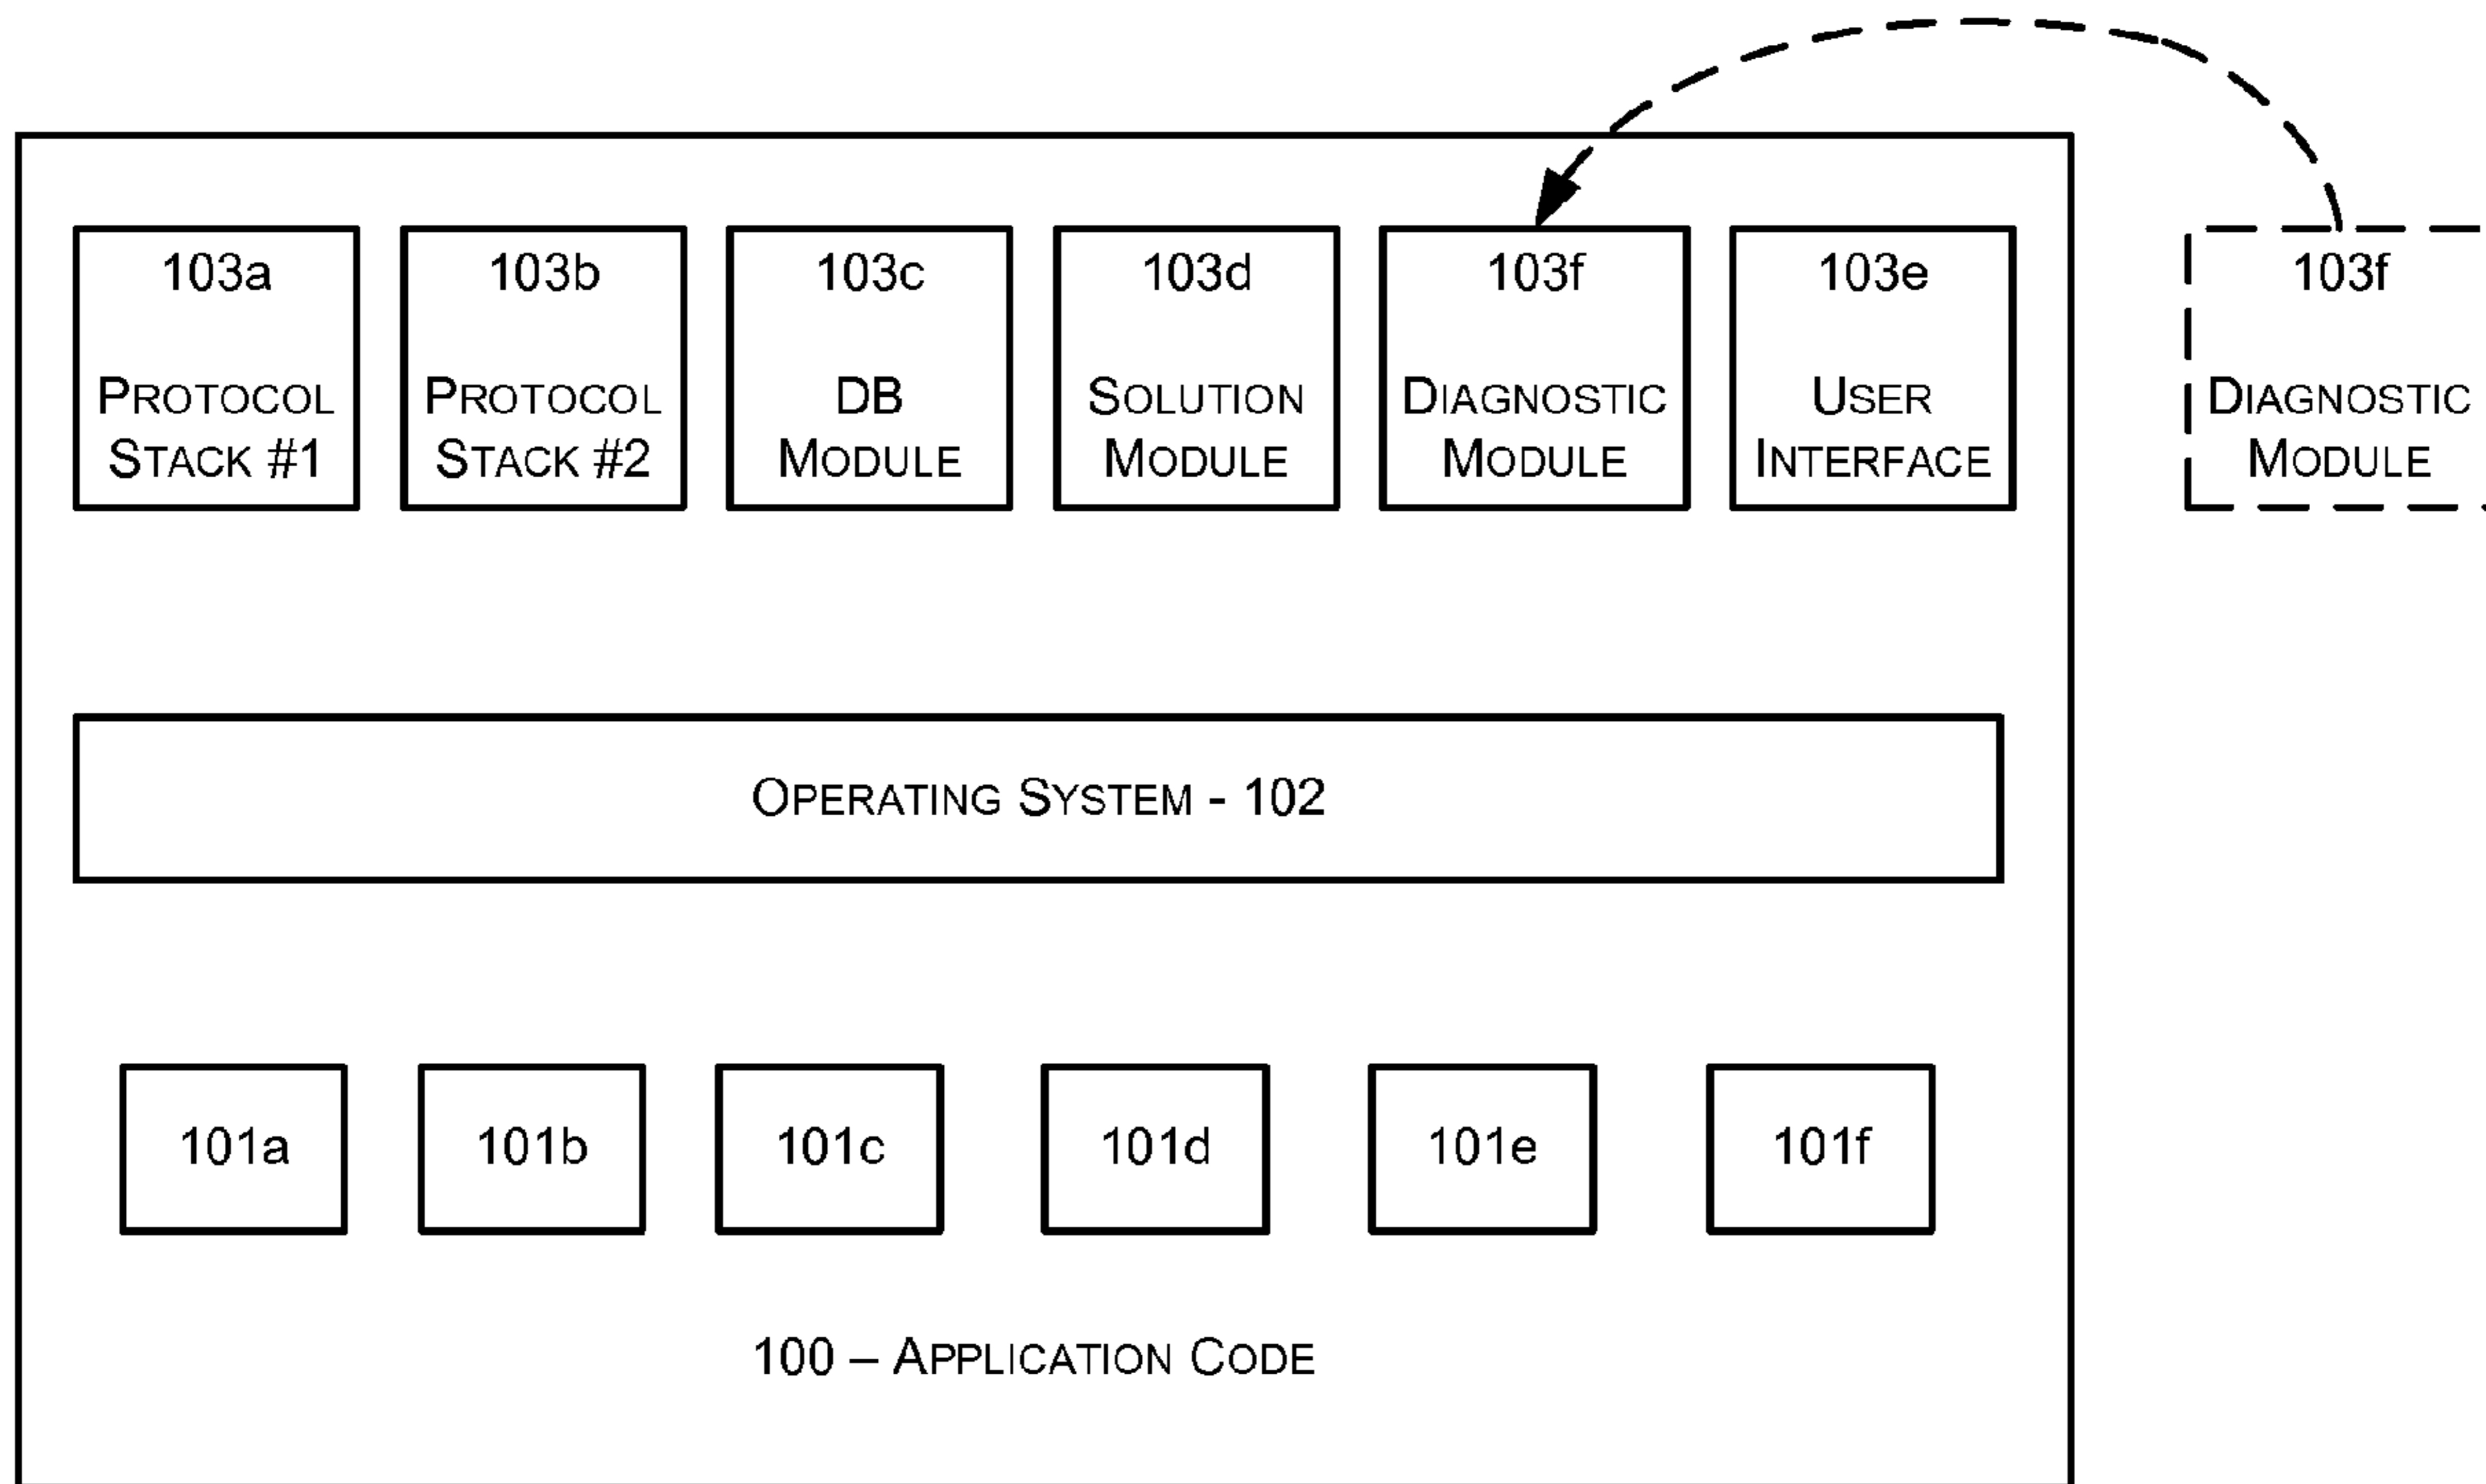 103a 103b 103c 103d 103f 103e 103f
PROTOCOL STACK #1
PROTOCOL STACK #2
DB MODULE
SOLUTION MODULE
DIAGNOSTIC MODULE
USER INTERFACE
DIAGNOSTIC MODULE
OPERATING SYSTEM - 102
101a 101b 101c 101d 101e 101f
100 – APPLICATION CODE